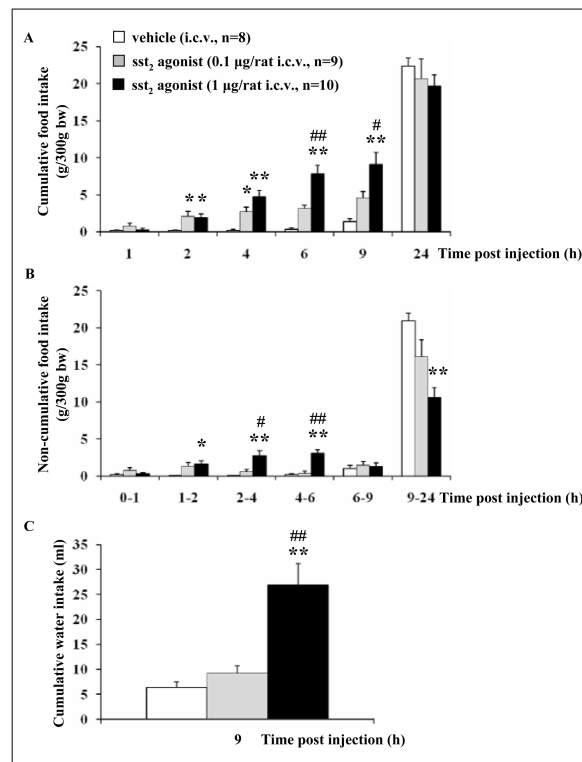 A
vehicle (i.c.v., n=8)
sst₂ agonist (0.1 µg/rat i.c.v., n=9)
sst₂ agonist (1 µg/rat i.c.v., n=10)
Cumulative food intake
(g/300g bw)
25
20
15
10
5
0
* *
*
**
##
**
#
**
1 2 4 6 9 24 Time post injection (h)
B
Non-cumulative food intake
(g/300g bw)
25
20
15
10
5
0
*
#
**
##
**
**
0-1 1-2 2-4 4-6 6-9 9-24 Time post injection (h)
C
Cumulative water intake (ml)
35
30
25
20
15
10
5
0
##
**
9 Time post injection (h)